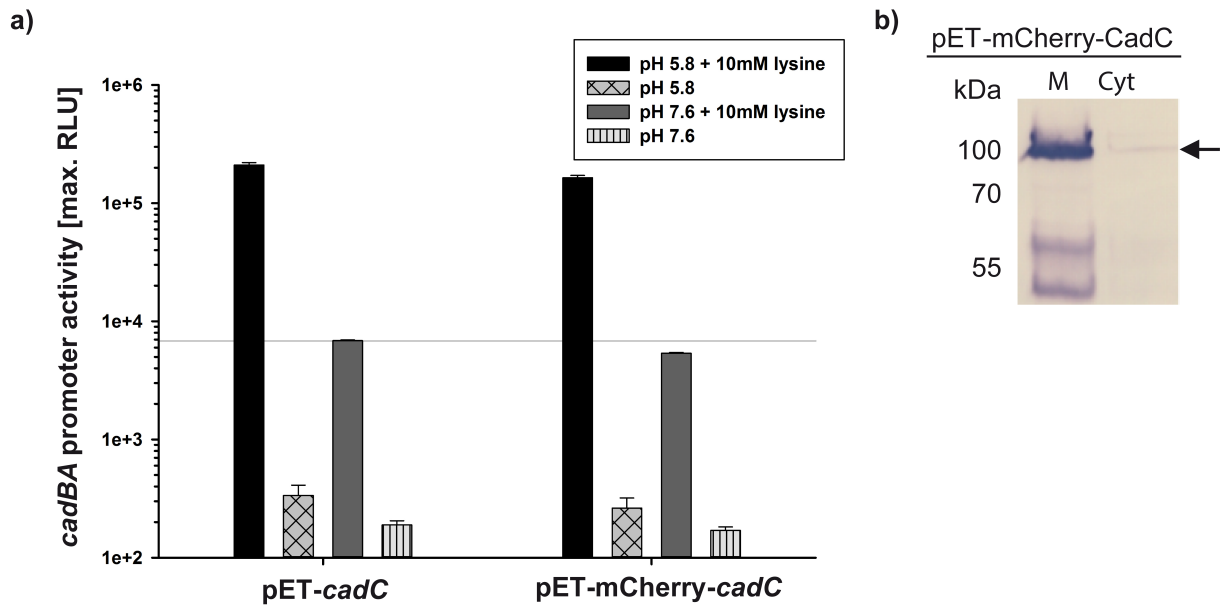 a)
cadBA promoter activity [max. RLU]
1e+6
1e+5
1e+4
1e+3
1e+2
pH 5.8 + 10mM lysine
pH 5.8
pH 7.6 + 10mM lysine
pH 7.6
pET-cadC
pET-mCherry-cadC
b)
pET-mCherry-CadC
kDa
M Cyt
100
70
55